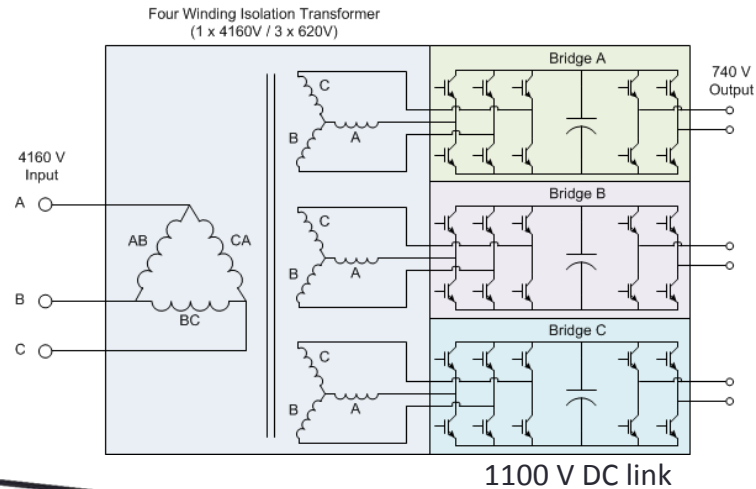 Four Winding Isolation Transformer
(1 x 4160V / 3 x 620V)
Bridge A
740 V
Output
C
B
A
4160 V
Input
A
AB
CA
B
BC
C
Bridge B
C
B
A
Bridge C
C
B
A
1100 V DC link